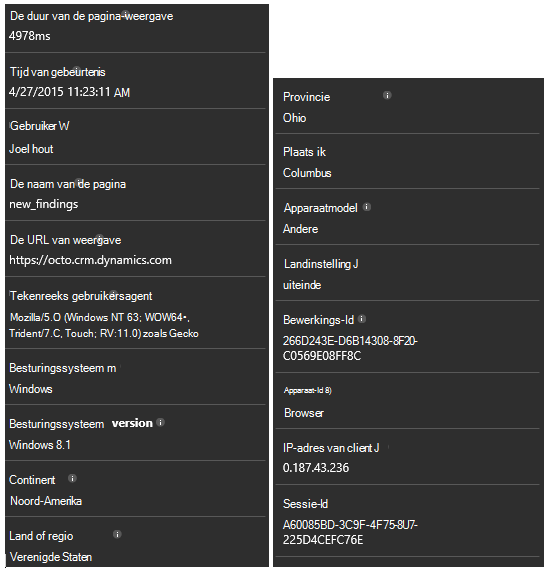 De duur van de pagina-weergave
4978ms
Tijd van gebeurtenis
4/27/2015 11:23:11 AM
Gebruiker W
Joel hout
De naam van de pagina
new_findings
De URL van weergave
https://octo.crm.dynamics.com
Tekenreeks gebruikersagent
Mozilla/5.O (Windows NT 63; WOW64•,
Trident/7.C, Touch; RV:11.0) zoals Gecko
Besturingssysteem m
Windows
Besturingssysteem version
Windows 8.1
Continent
Noord-Amerika
Land of regio
Verenigde Staten
Provincie
Ohio
Plaats ik
Columbus
Apparaatmodel
Andere
Landinstelling J
uiteinde
Bewerkings-Id
266D243E-D6B14308-8F20-
C0569E08FF8C
Apparaat-Id 8)
Browser
IP-adres van client J
0.187.43.236
Sessie-Id
A60085BD-3C9F-4F75-8U7-
225D4CEFC76E